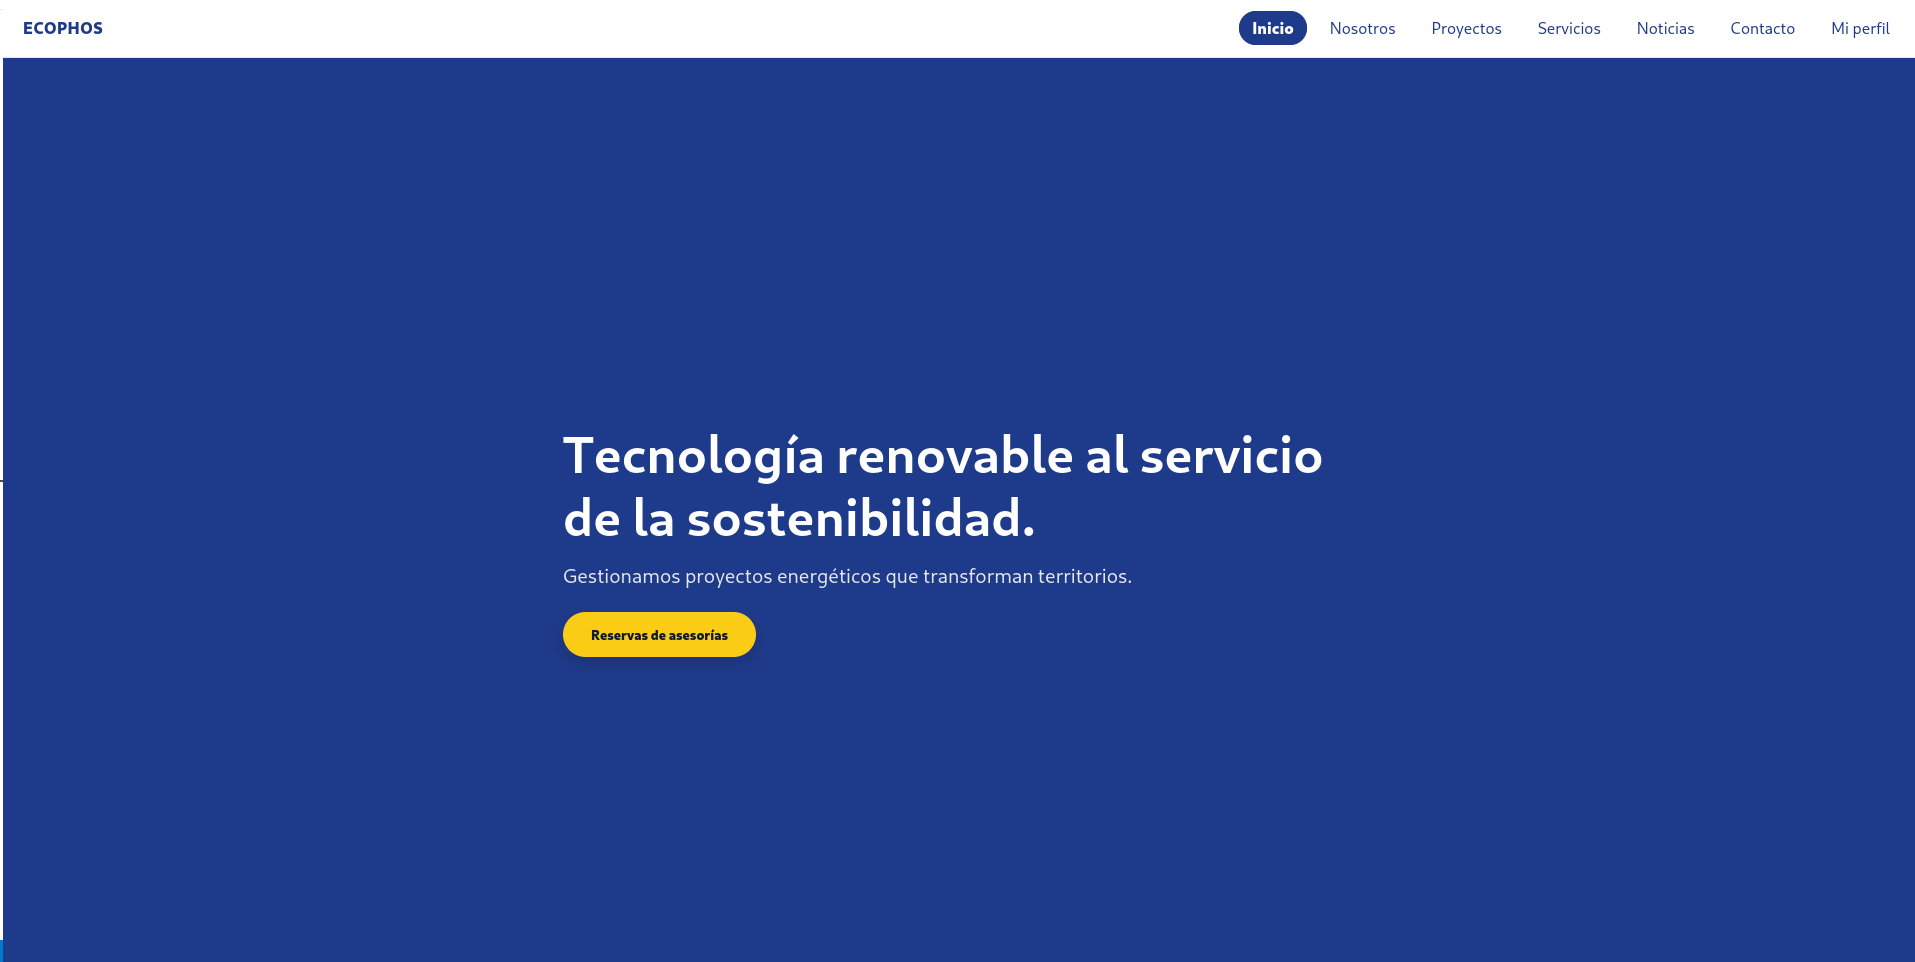 ECOPHOS
Inicio Nosotros Proyectos Servicios Noticias Contacto Mi perfil
Tecnología renovable al servicio
de la sostenibilidad.
Gestionamos proyectos energéticos que transforman territorios.
Reservas de asesorías